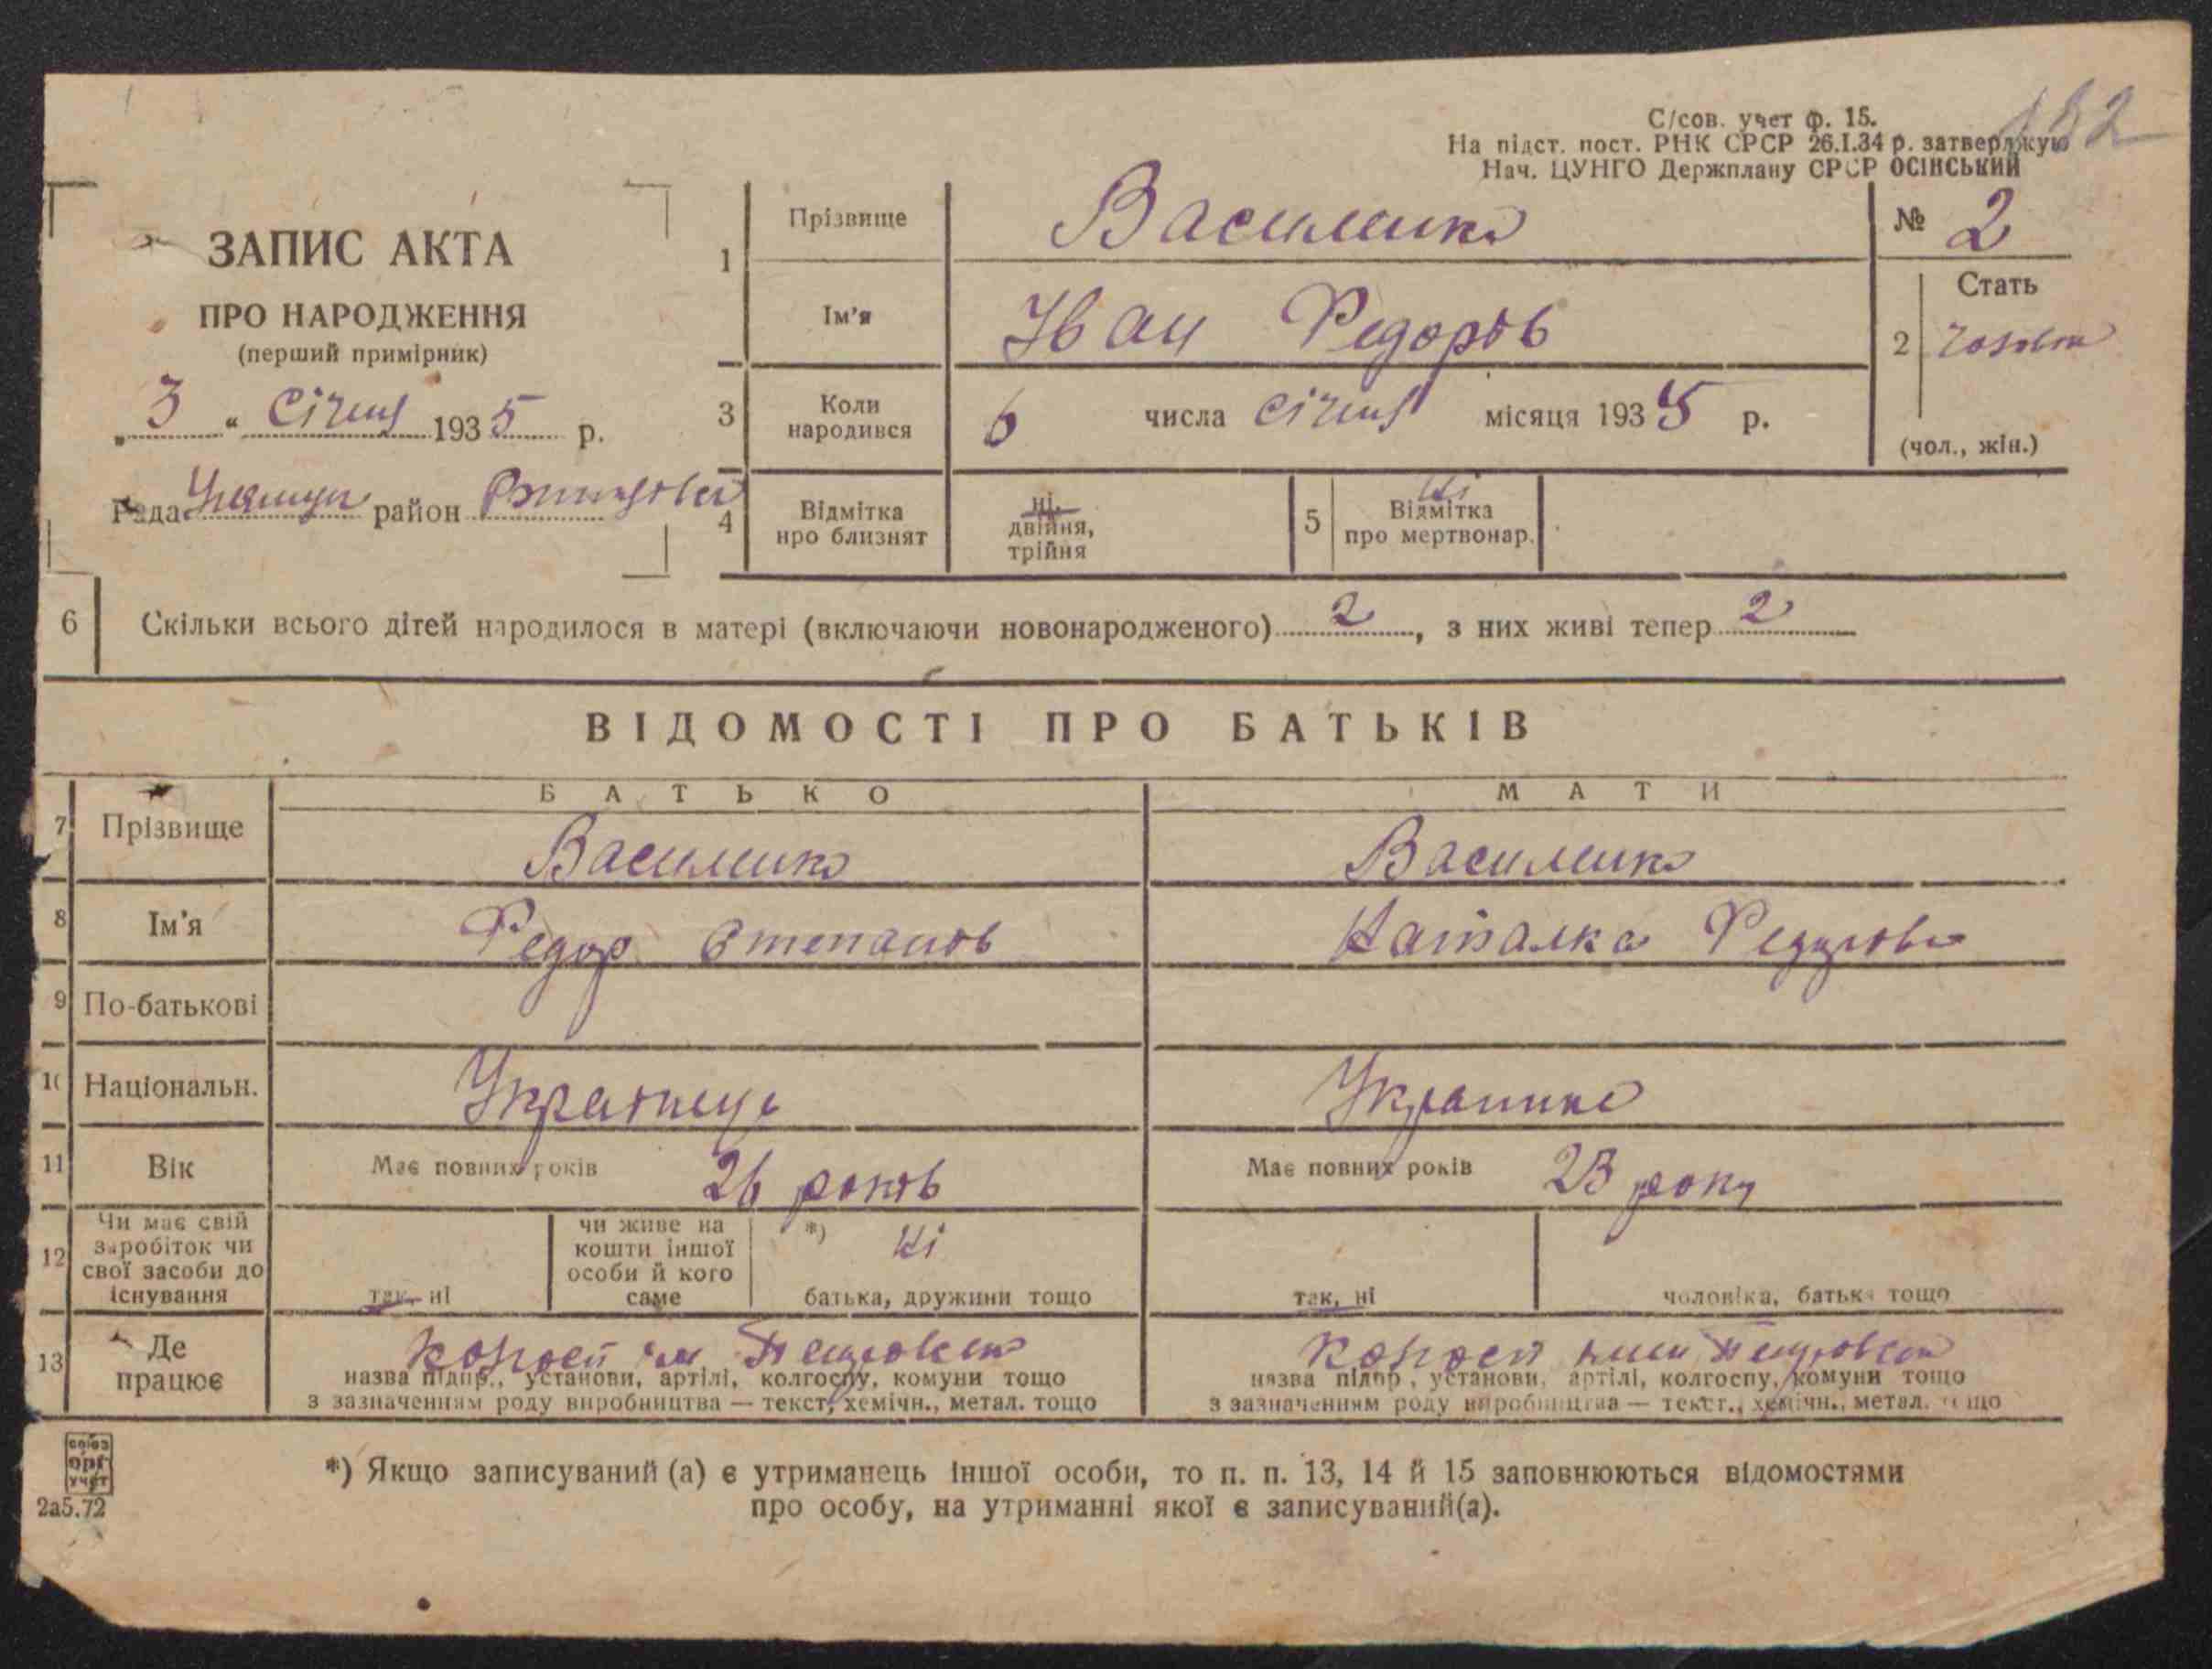 182
С/сов. учет ф. 15.
На підст. пост. РНК СРСР 26.I.34 р. затверджую
Нач. ЦУНГО Держплану СРСР ОСІНСЬКИЙ
ЗАПИС АКТА
ПРО НАРОДЖЕННЯ
(перший примірник)
„ 3 “ Січня 1935 р.
Рада район
1 Прізвище Василенко
№ 2
Ім'я Іван Федоров
2 Стать
(чол., жін.)
3 Коли народився 6 числа Січня місяця 1935 р.
4 Відмітка про близнят
ні, двійня, трійня
5 Відмітка про мертвонар. Ні
6 Скільки всього дітей народилося в матері (включаючи новонародженого) 2, з них живі тепер 2
ВІДОМОСТІ ПРО БАТЬКІВ
БАТЬКО МАТИ
7 Прізвище Василенко Василенко
8 Ім'я Федор Степанов Наталка
9 По-батькові
10 Національн. Украинець Украинка
11 Вік Має повних років 26 років Має повних років 23 року
12 Чи має свій заробіток чи свої засоби до існування
так, ні
чи живе на кошти іншої особи й кого саме
*) Ні
батька, дружини тощо
так, ні
чоловіка, батька тощо
13 Де працює
назва підпр., установи, артілі, колгоспу, комуни тощо
з зазначенням роду виробництва — текст, хемічн., метал. тощо
назва підпр., установи, артілі, колгоспу, комуни тощо
з зазначенням роду виробництва — текст., хемічн., метал. тощо
союз
орг
учет
2а5.72
*) Якщо записуваний (а) є утриманець іншої особи, то п. п. 13, 14 й 15 заповнюються відомостями
про особу, на утриманні якої є записуваний(а).